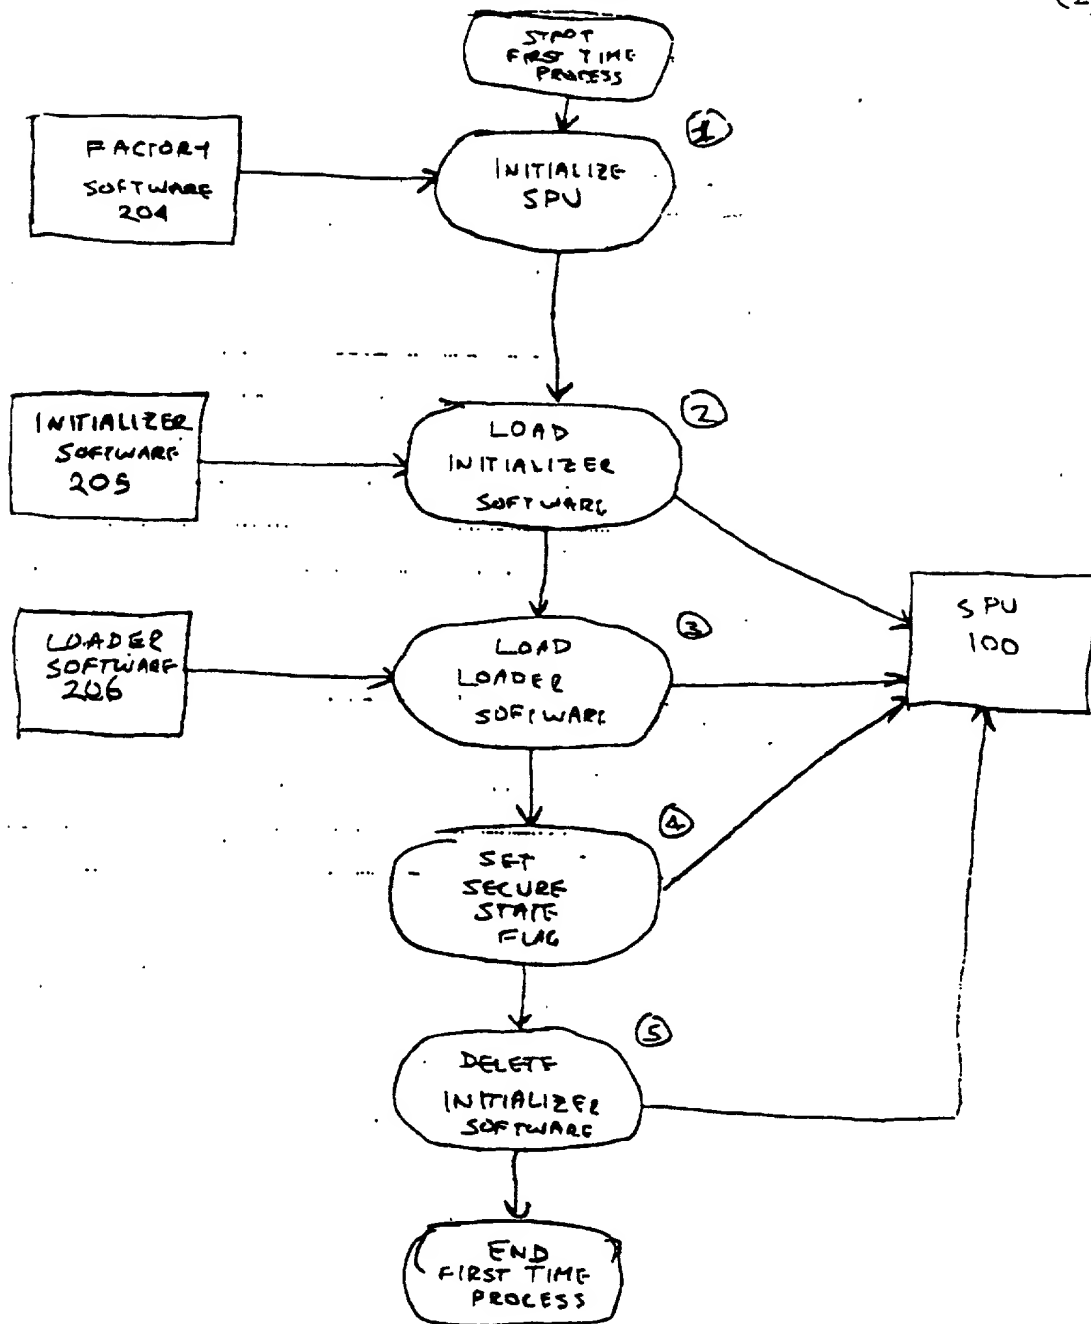 (2
START
FIRST TIME
PROCESS
1
FACTORY
SOFTWARE
204
INITIALIZE
SPU
2
INITIALIZER
SOFTWARE
205
LOAD
INITIALIZER
SOFTWARE
SPU
100
3
LOADER
SOFTWARE
206
LOAD
LOADER
SOFTWARE
4
SET
SECURE
STATE
FLAG
5
DELETE
INITIALIZER
SOFTWARE
END
FIRST TIME
PROCESS